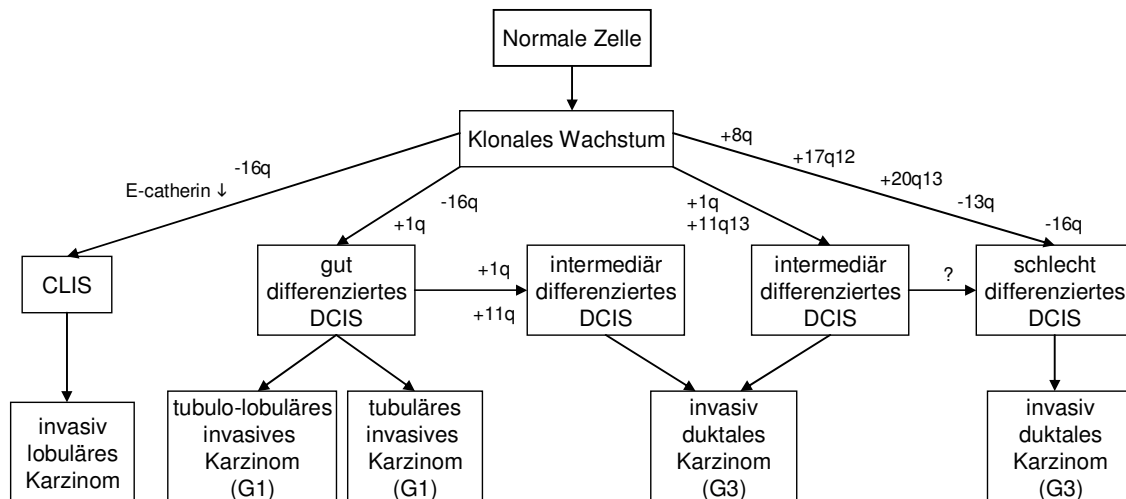 Normale Zelle
Klonales Wachstum
-16q
E-catherin ↓
-16q
+1q
+1q
+11q13
+8q
+17q12
+20q13
-13q
-16q
CLIS
gut
differenziertes
DCIS
+1q
+11q
intermediär
differenziertes
DCIS
intermediär
differenziertes
DCIS
?
schlecht
differenziertes
DCIS
invasiv
lobuläres
Karzinom
tubulo-lobuläres
invasives
Karzinom
(G1)
tubuläres
invasives
Karzinom
(G1)
invasiv
duktales
Karzinom
(G3)
invasiv
duktales
Karzinom
(G3)